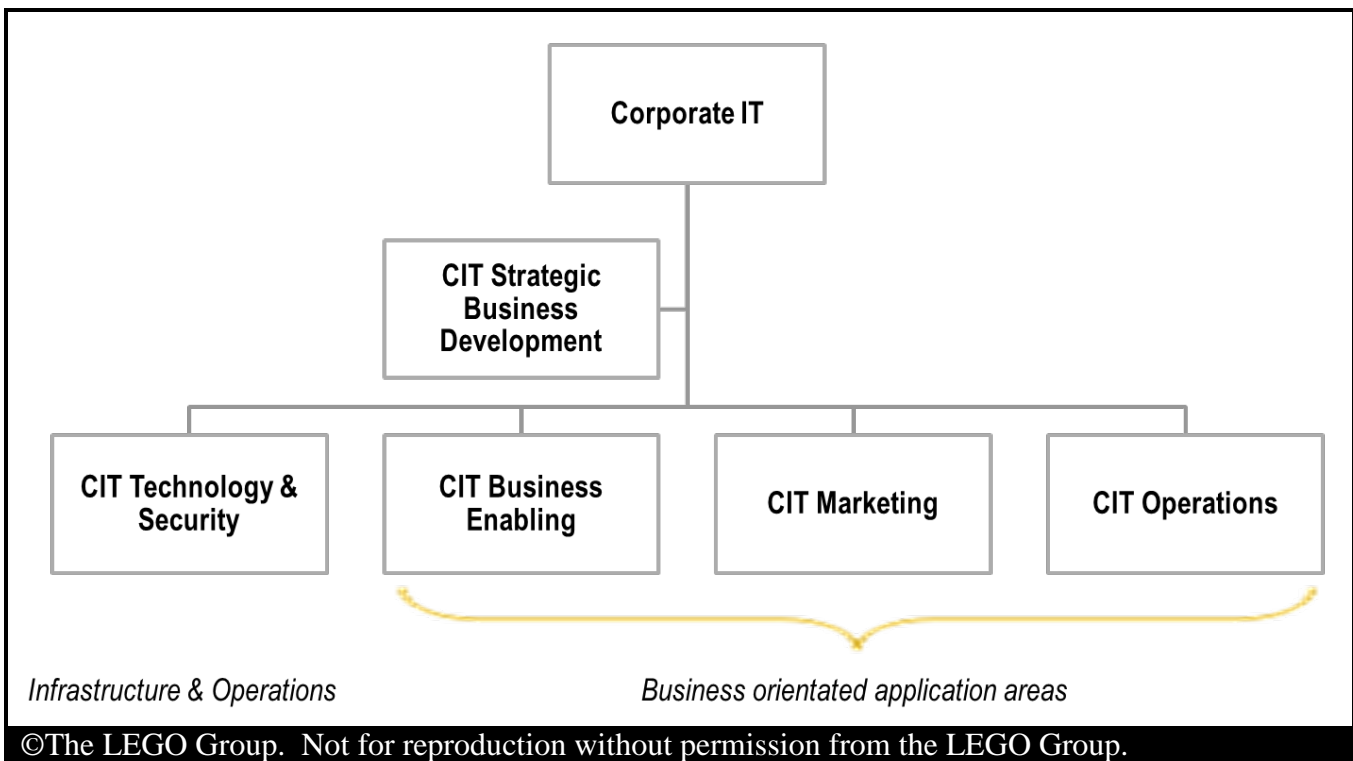 Corporate IT
CIT Strategic
Business
Development
CIT Technology &
Security
CIT Business
Enabling
CIT Marketing
CIT Operations
Infrastructure & Operations
Business orientated application areas
©The LEGO Group.  Not for reproduction without permission from the LEGO Group.